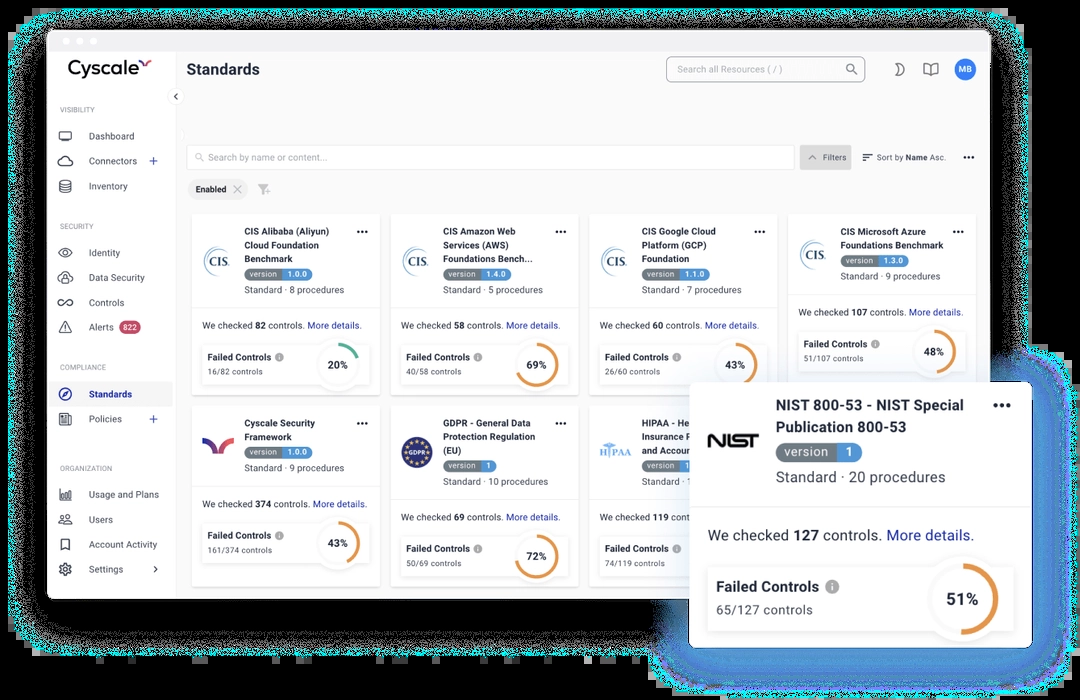 Cyscale
Standards
Search all Resources ( / )
MB
VISIBILITY
Dashboard
Connectors +
Inventory
SECURITY
Identity
Data Security
Controls
Alerts 822
COMPLIANCE
Standards
Policies +
ORGANIZATION
Usage and Plans
Users
Account Activity
Settings
Search by name or content...
Filters
Sort by Name Asc.
Enabled
CIS.
CIS Alibaba (Aliyun)
Cloud Foundation
Benchmark
version 1.0.0
Standard · 8 procedures
We checked 82 controls. More details.
Failed Controls
16/82 controls
20%
CIS.
CIS Amazon Web
Services (AWS)
Foundations Bench...
version 1.4.0
Standard · 5 procedures
We checked 58 controls. More details.
Failed Controls
40/58 controls
69%
CIS.
CIS Google Cloud
Platform (GCP)
Foundation
version 1.1.0
Standard · 7 procedures
We checked 60 controls. More details.
Failed Controls
26/60 controls
43%
CIS.
CIS Microsoft Azure
Foundations Benchmark
version 1.3.0
Standard · 9 procedures
We checked 107 controls. More details.
Failed Controls
51/107 controls
48%
Cyscale Security
Framework
version 1.0.0
Standard · 9 procedures
We checked 374 controls. More details.
Failed Controls
161/374 controls
43%
GDPR
GDPR - General Data
Protection Regulation
(EU)
version 1
Standard · 10 procedures
We checked 69 controls. More details.
Failed Controls
50/69 controls
72%
HIPAA
HIPAA - He
Insurance P
and Accoun
version 1
Standard ·
We checked 119 cont
Failed Controls
74/119 controls
NIST
NIST 800-53 - NIST Special
Publication 800-53
version 1
Standard · 20 procedures
We checked 127 controls. More details.
Failed Controls
65/127 controls
51%